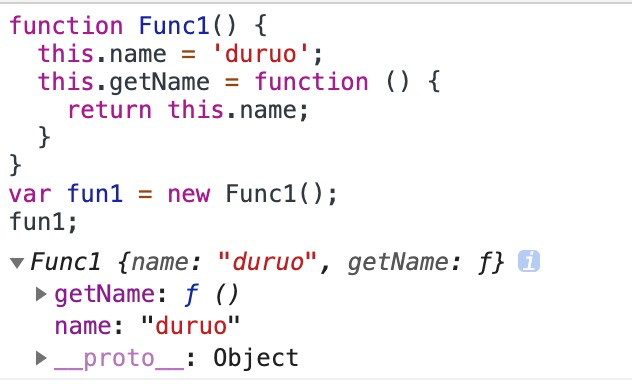 function Func1() {
  this.name = 'duruo';
  this.getName = function () {
    return this.name;
  }
}
var fun1 = new Func1();
fun1;
▼Func1 {name: "duruo", getName: ƒ} i
▶getName: ƒ ()
name: "duruo"
▶__proto__: Object